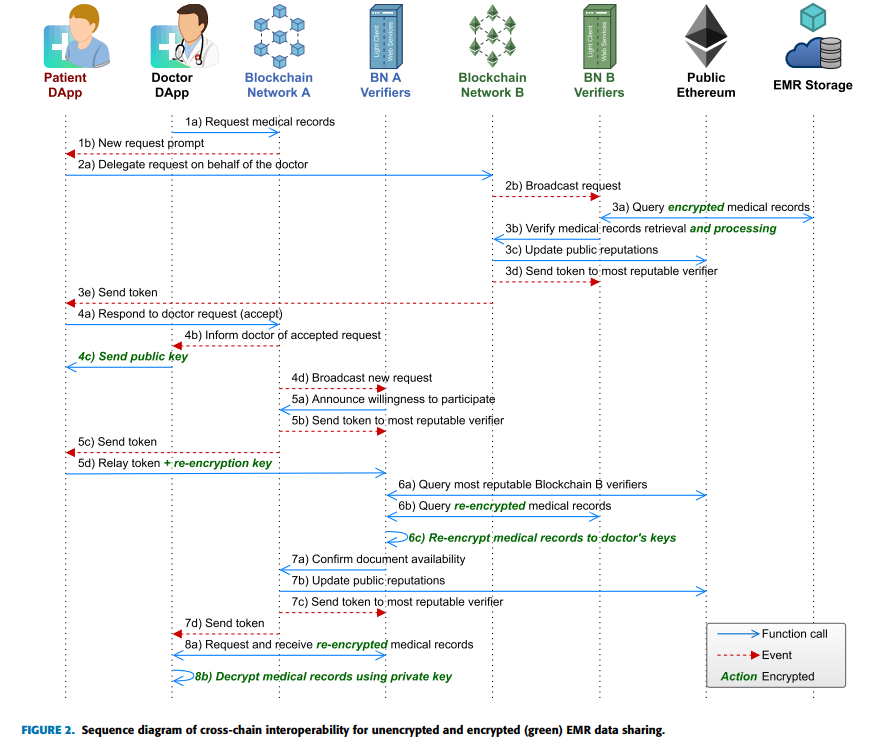 Patient
DApp
Doctor
DApp
Blockchain
Network A
Light Client
Web Services
BN A
Verifiers
Blockchain
Network B
Light Client
Web Services
BN B
Verifiers
Public
Ethereum
EMR Storage
1a) Request medical records
1b) New request prompt
2a) Delegate request on behalf of the doctor
2b) Broadcast request
3a) Query encrypted medical records
3b) Verify medical records retrieval and processing
3c) Update public reputations
3d) Send token to most reputable verifier
3e) Send token
4a) Respond to doctor request (accept)
4b) Inform doctor of accepted request
4c) Send public key
4d) Broadcast new request
5a) Announce willingness to participate
5b) Send token to most reputable verifier
5c) Send token
5d) Relay token + re-encryption key
6a) Query most reputable Blockchain B verifiers
6b) Query re-encrypted medical records
6c) Re-encrypt medical records to doctor's keys
7a) Confirm document availability
7b) Update public reputations
7c) Send token to most reputable verifier
7d) Send token
8a) Request and receive re-encrypted medical records
8b) Decrypt medical records using private key
Function call
Event
Action Encrypted
FIGURE 2. Sequence diagram of cross-chain interoperability for unencrypted and encrypted (green) EMR data sharing.